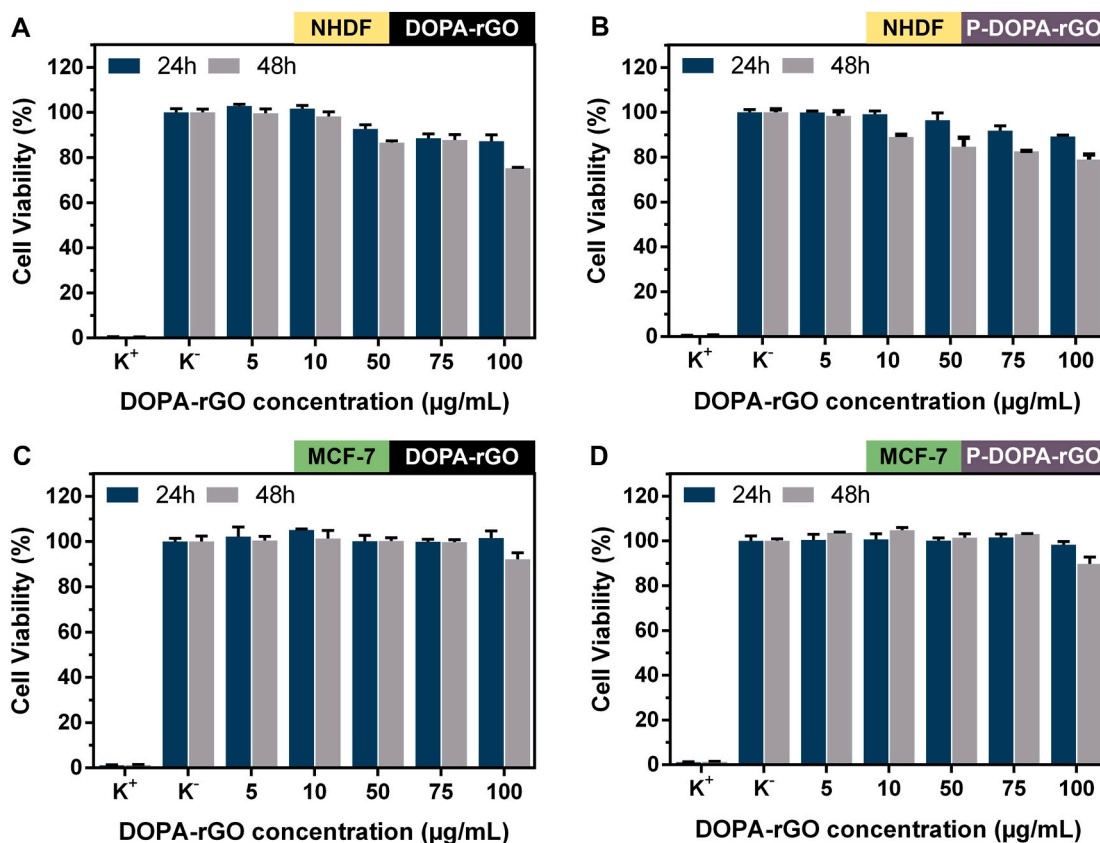 A
NHDF DOPA-rGO
24h 48h
Cell Viability (%)
120
100
80
60
40
20
0
K⁺ K⁻ 5 10 50 75 100
DOPA-rGO concentration (µg/mL)
B
NHDF P-DOPA-rGO
24h 48h
Cell Viability (%)
120
100
80
60
40
20
0
K⁺ K⁻ 5 10 50 75 100
DOPA-rGO concentration (µg/mL)
C
MCF-7 DOPA-rGO
24h 48h
Cell Viability (%)
120
100
80
60
40
20
0
K⁺ K⁻ 5 10 50 75 100
DOPA-rGO concentration (µg/mL)
D
MCF-7 P-DOPA-rGO
24h 48h
Cell Viability (%)
120
100
80
60
40
20
0
K⁺ K⁻ 5 10 50 75 100
DOPA-rGO concentration (µg/mL)